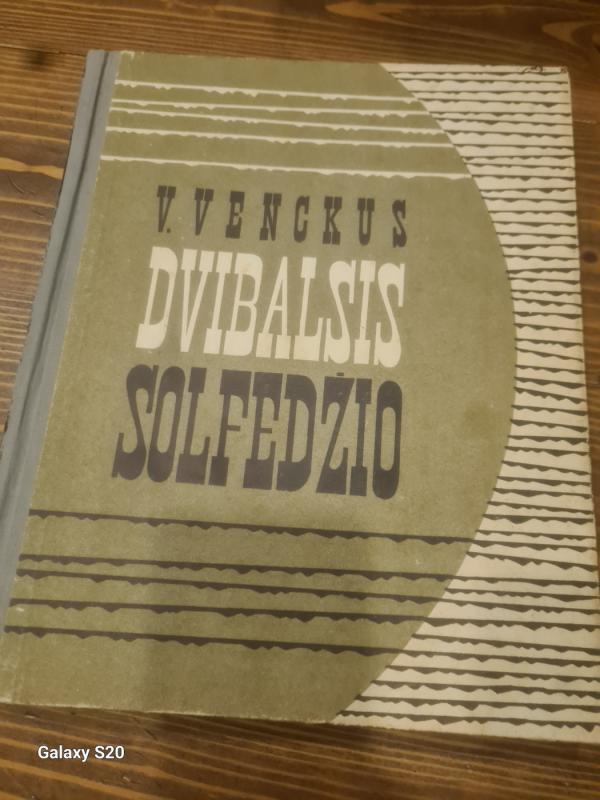 V. VENCKUS
DVIBALSIS
SOLFEDŽIO
Galaxy S20